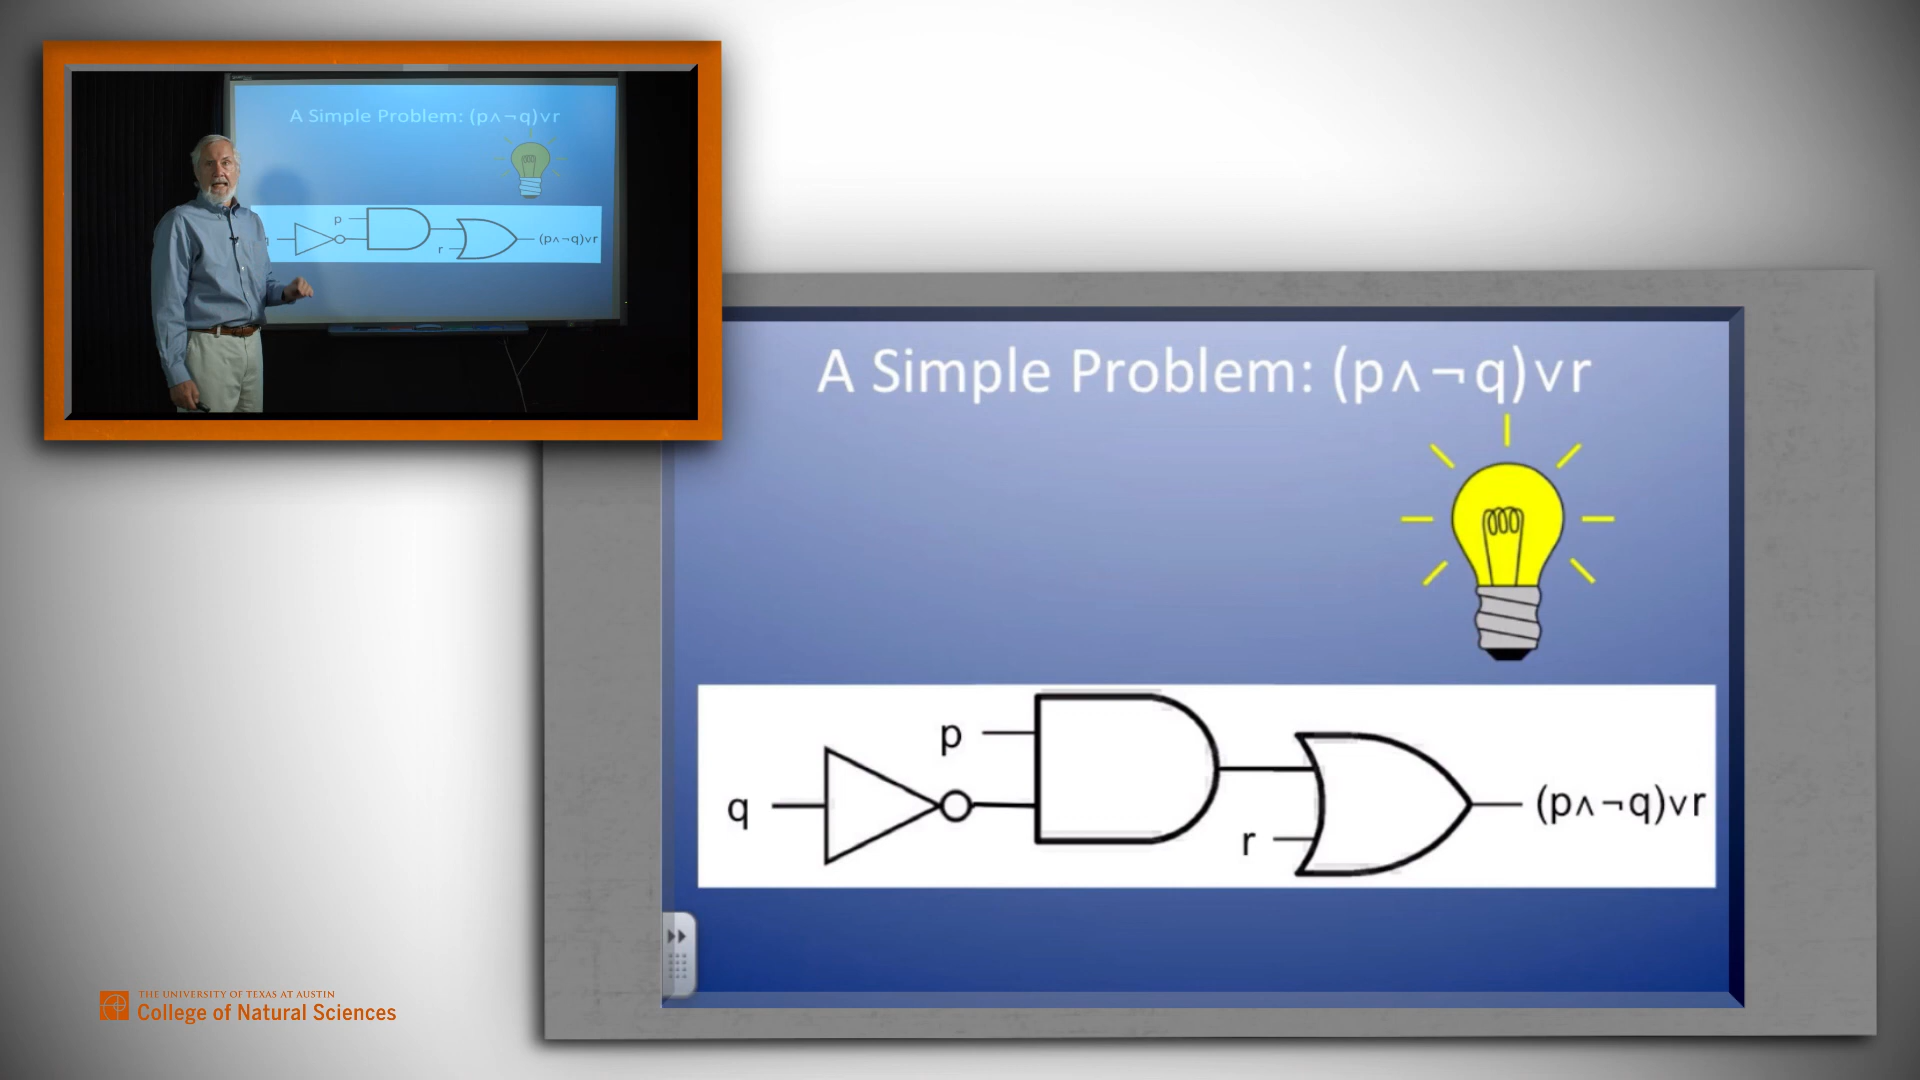 A Simple Problem: (p∧¬q)∨r
p
r
(p∧¬q)∨r
A Simple Problem: (p∧¬q)∨r
p
q
r
(p∧¬q)∨r
THE UNIVERSITY OF TEXAS AT AUSTIN
College of Natural Sciences